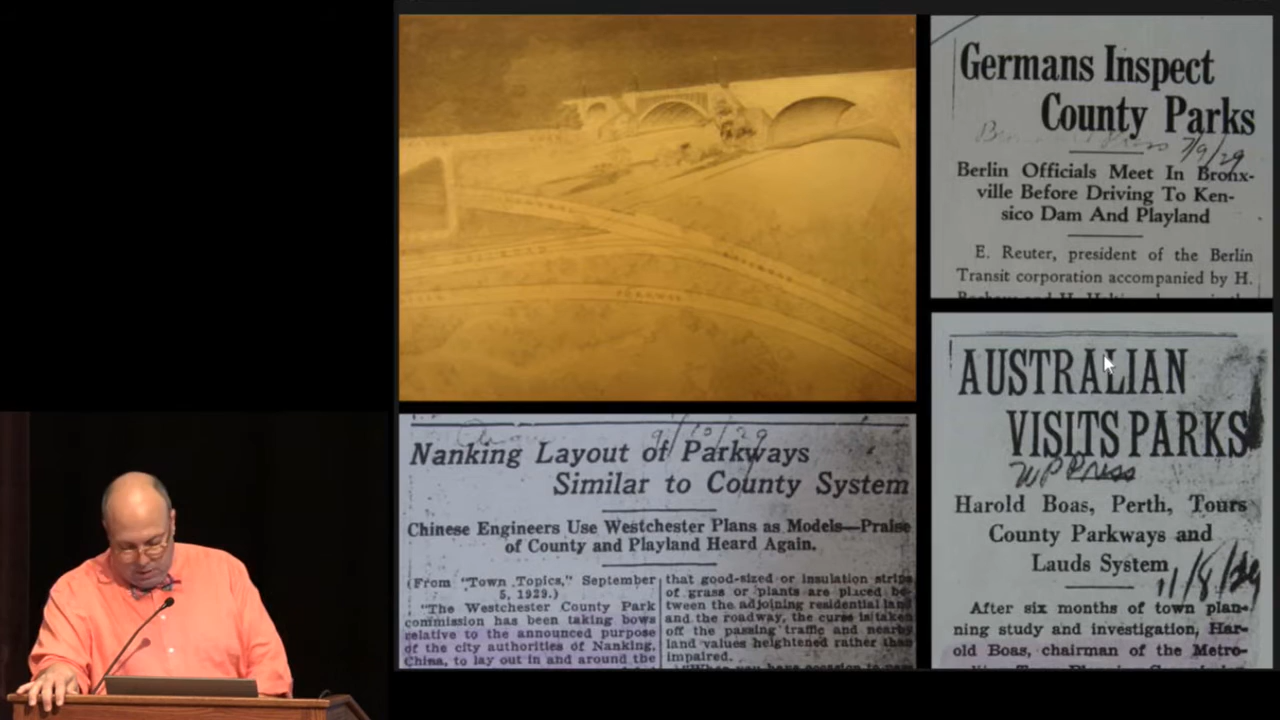 Germans Inspect
County Parks
7/9/29
Berlin Officials Meet In Bronx-
ville Before Driving To Ken-
sico Dam And Playland
E. Reuter, president of the Berlin
Transit corporation accompanied by H.
Nanking Layout of Parkways
Similar to County System
Chinese Engineers Use Westchester Plans as Models—Praise
of County and Playland Heard Again.
(From "Town Topics," September
5, 1929.)
"The Westchester County Park
commission has been taking bows
relative to the announced purpose
of the city authorities of Nanking,
China, to lay out in and around the
that good-sized or insulation strips
of grass or plants are placed be-
tween the adjoining residential land
and the roadway, the curse is taken
off the passing traffic and nearby
land values heightened rather than
impaired.
AUSTRALIAN
VISITS PARKS
W P Press
Harold Boas, Perth, Tours
County Parkways and
Lauds System
11/8/29
After six months of town plan-
ning study and investigation, Har-
old Boas, chairman of the Metro-